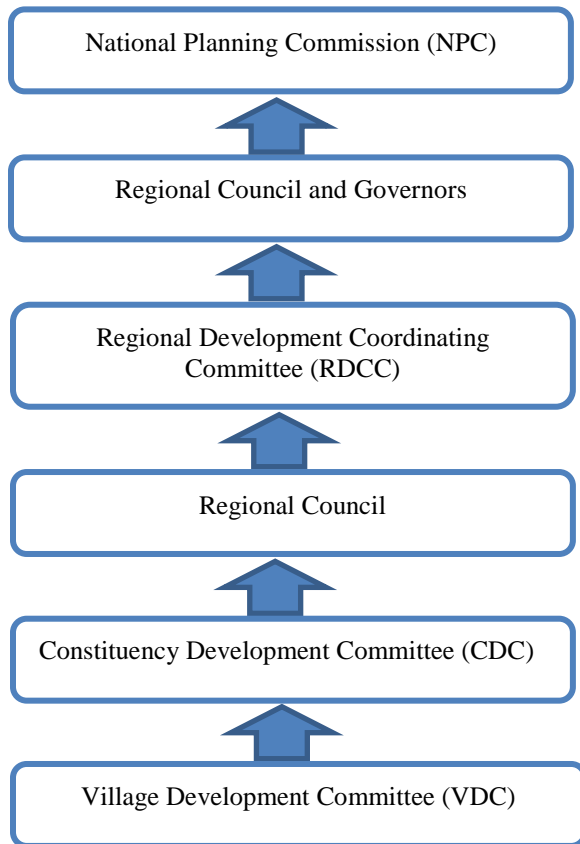 National Planning Commission (NPC)
Regional Council and Governors
Regional Development Coordinating
Committee (RDCC)
Regional Council
Constituency Development Committee (CDC)
Village Development Committee (VDC)